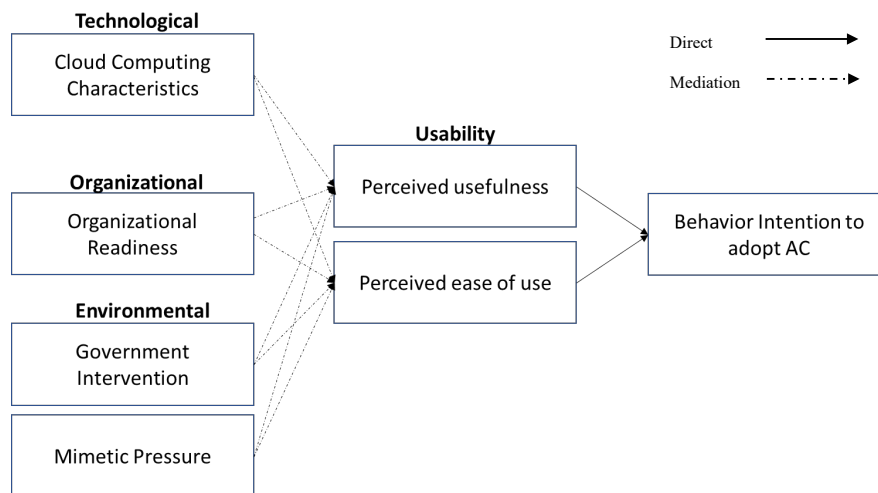 Technological
Cloud Computing
Characteristics
Direct
Mediation
Usability
Perceived usefulness
Organizational
Organizational
Readiness
Behavior Intention to
adopt AC
Perceived ease of use
Environmental
Government
Intervention
Mimetic Pressure